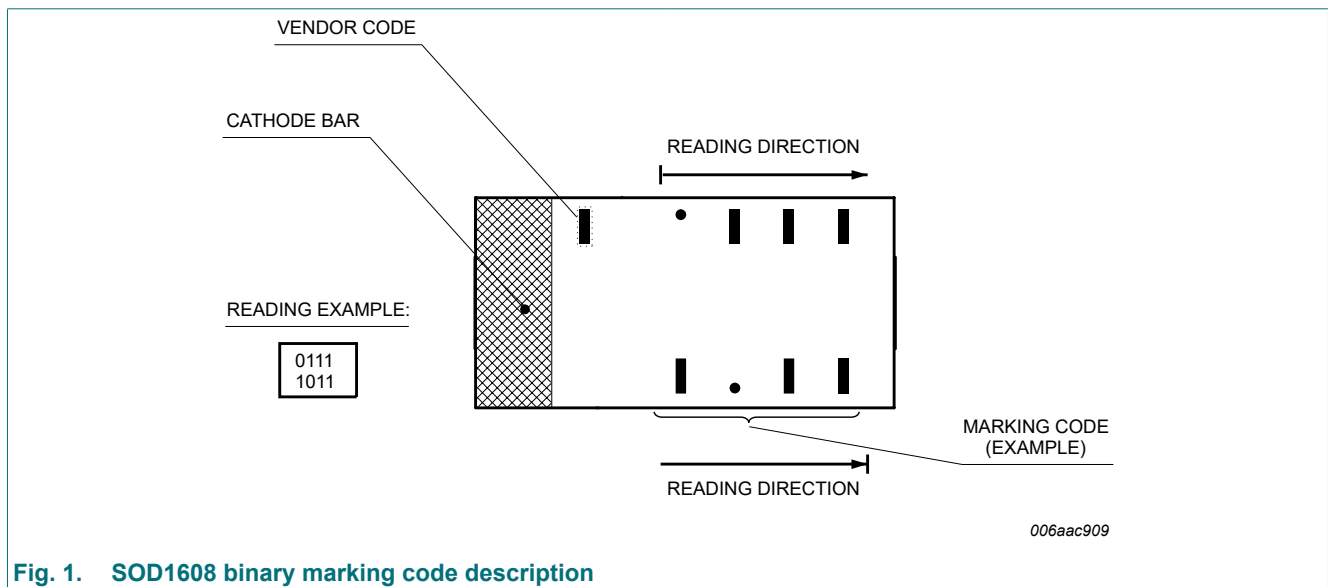 VENDOR CODE
CATHODE BAR
READING DIRECTION
READING EXAMPLE:
0111
1011
MARKING CODE
(EXAMPLE)
READING DIRECTION
006aac909
Fig. 1. SOD1608 binary marking code description